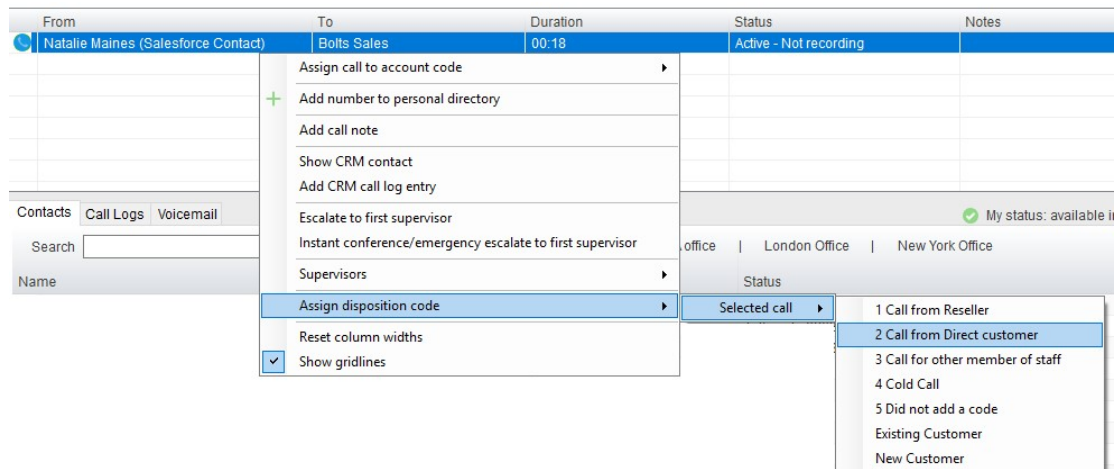 From To Duration Status Notes
Natalie Maines (Salesforce Contact) Bolts Sales 00:18 Active - Not recording
Assign call to account code
Add number to personal directory
Add call note
Show CRM contact
Add CRM call log entry
Contacts Call Logs Voicemail
My status: available
Escalate to first supervisor
Search
Instant conference/emergency escalate to first supervisor
office | London Office | New York Office
Supervisors
Name
Status
Assign disposition code
Selected call
1 Call from Reseller
Reset column widths
2 Call from Direct customer
Show gridlines
3 Call for other member of staff
4 Cold Call
5 Did not add a code
Existing Customer
New Customer